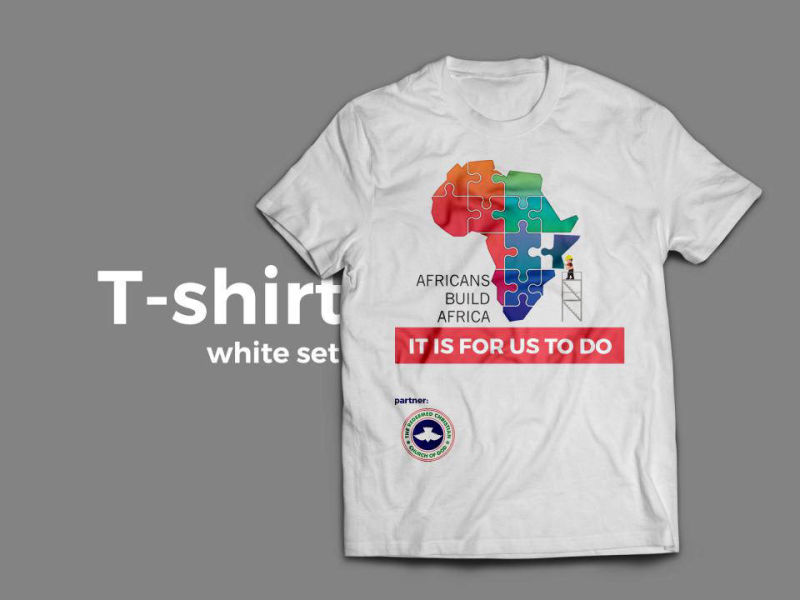 T-shirt
white set
AFRICANS
BUILD
AFRICA
IT IS FOR US TO DO
partner:
THE REDEEMED CHRISTIAN
CHURCH OF GOD